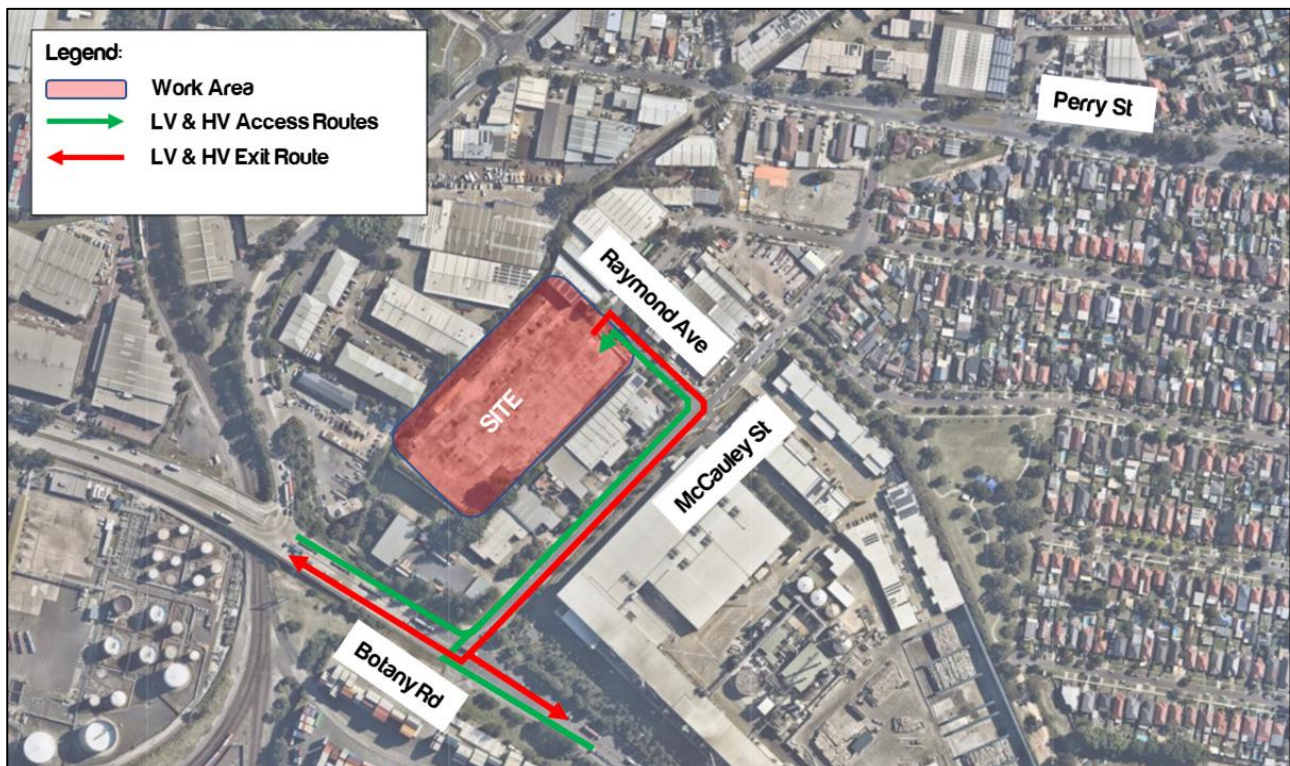 Legend:
Work Area
LV & HV Access Routes
LV & HV Exit Route
Perry St
Raymond Ave
SITE
McCauley St
Botany Rd